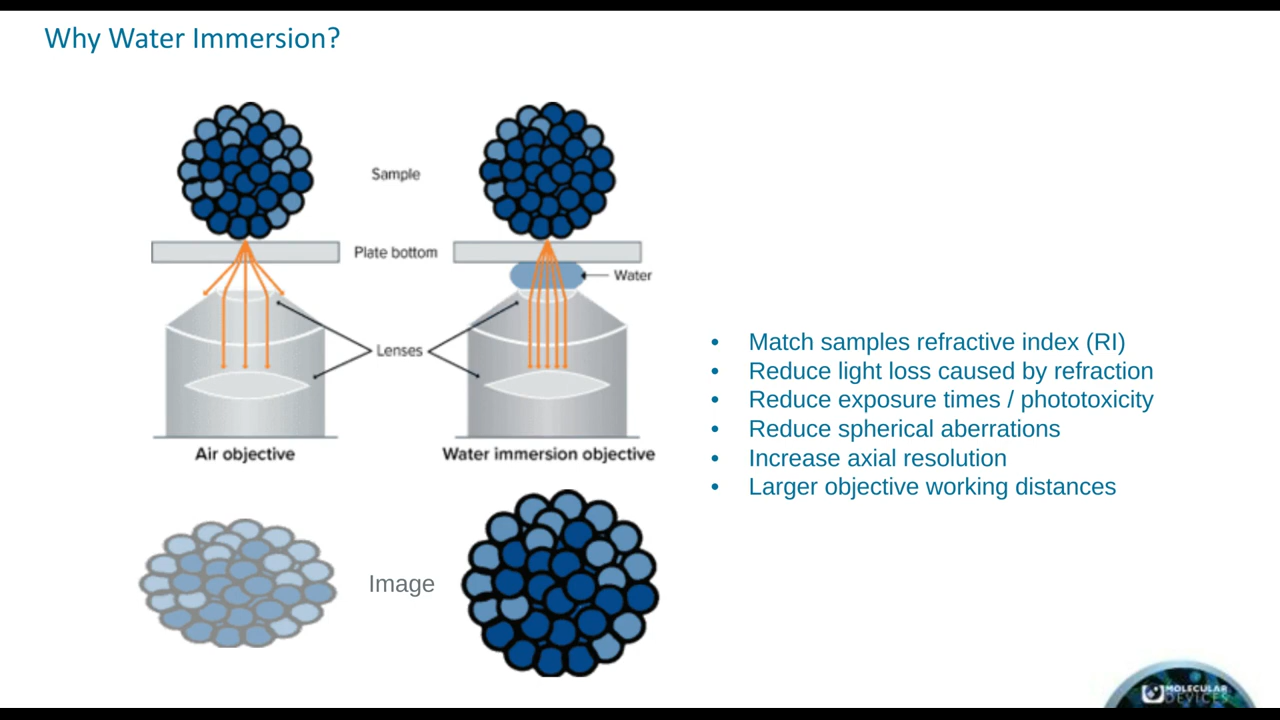 Why Water Immersion?
Sample
Plate bottom
Water
Lenses
Air objective
Water immersion objective
Image
• Match samples refractive index (RI)
• Reduce light loss caused by refraction
• Reduce exposure times / phototoxicity
• Reduce spherical aberrations
• Increase axial resolution
• Larger objective working distances
MOLECULAR
DEVICES